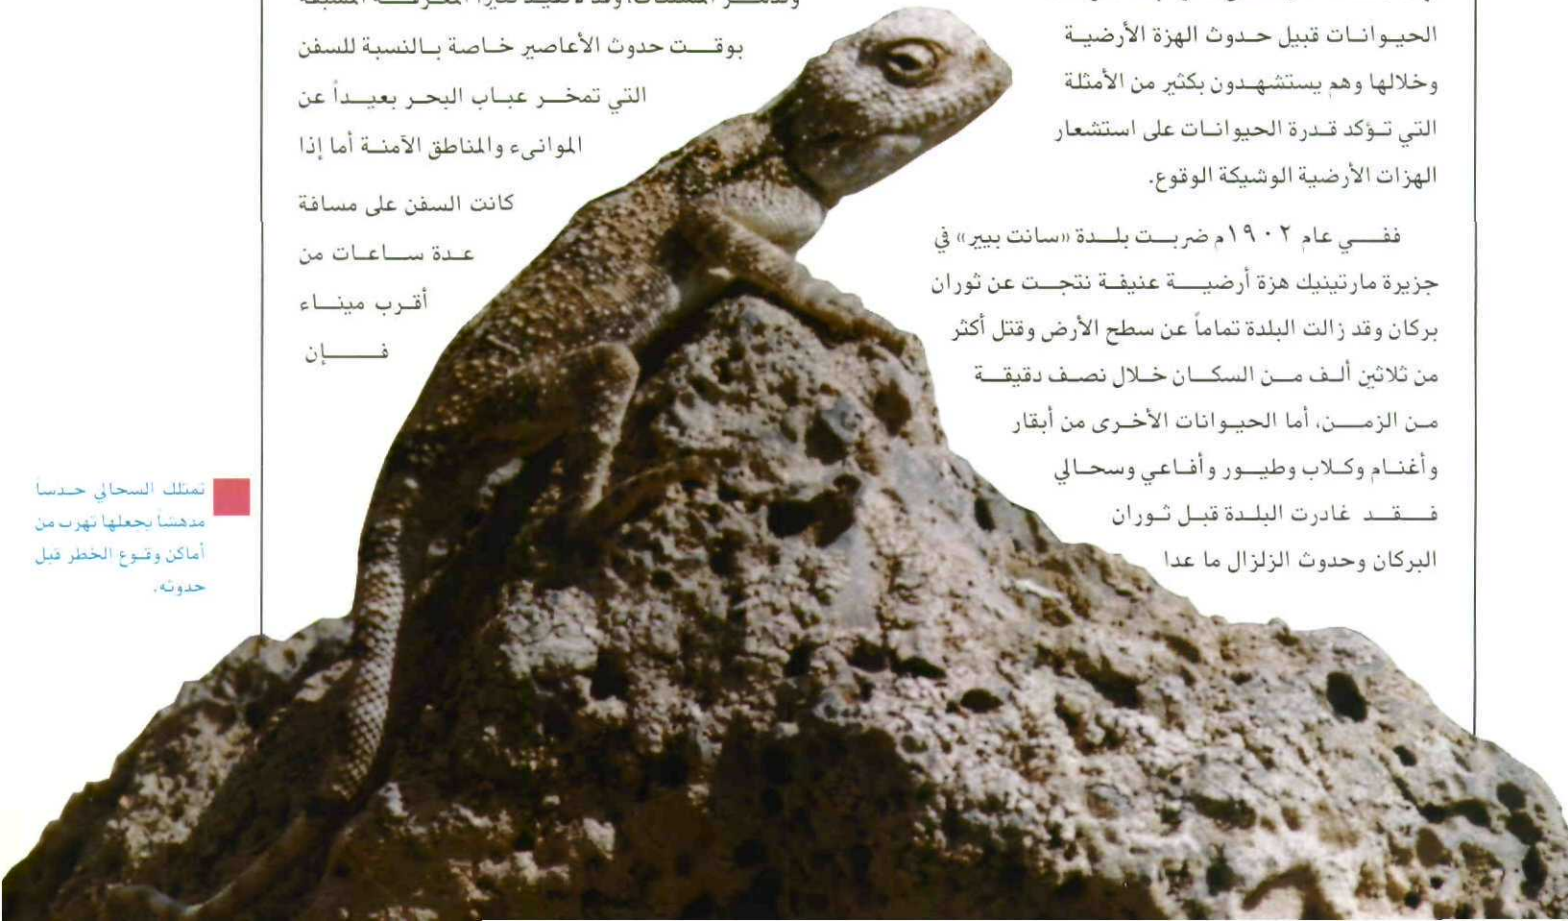 الحيوانات قبيل حدوث الهزة الأرضية
وخلالها وهم يستشهدون بكثير من الأمثلة
التي تؤكد قدرة الحيوانات على استشعار
الهزات الأرضية الوشيكة الوقوع.
ففي عام ١٩٠٢م ضربت بلدة «سانت بيير» في
جزيرة مارتينيك هزة أرضية عنيفة نتجت عن ثوران
بركان وقد زالت البلدة تماماً عن سطح الأرض وقتل أكثر
من ثلاثين ألف من السكان خلال نصف دقيقة
من الزمن، أما الحيوانات الأخرى من أبقار
وأغنام وكلاب وطيور وأفاعي وسحالي
فقد غادرت البلدة قبل ثوران
البركان وحدوث الزلزال ما عدا
بوقت حدوث الأعاصير خاصة بالنسبة للسفن
التي تمخر عباب البحر بعيداً عن
الموانىء والمناطق الآمنة أما إذا
كانت السفن على مسافة
عدة ساعات من
أقرب ميناء
فإن
تمتلك السحالي حدساً
مدهشاً يجعلها تهرب من
أماكن وقوع الخطر قبل
حدوثه.